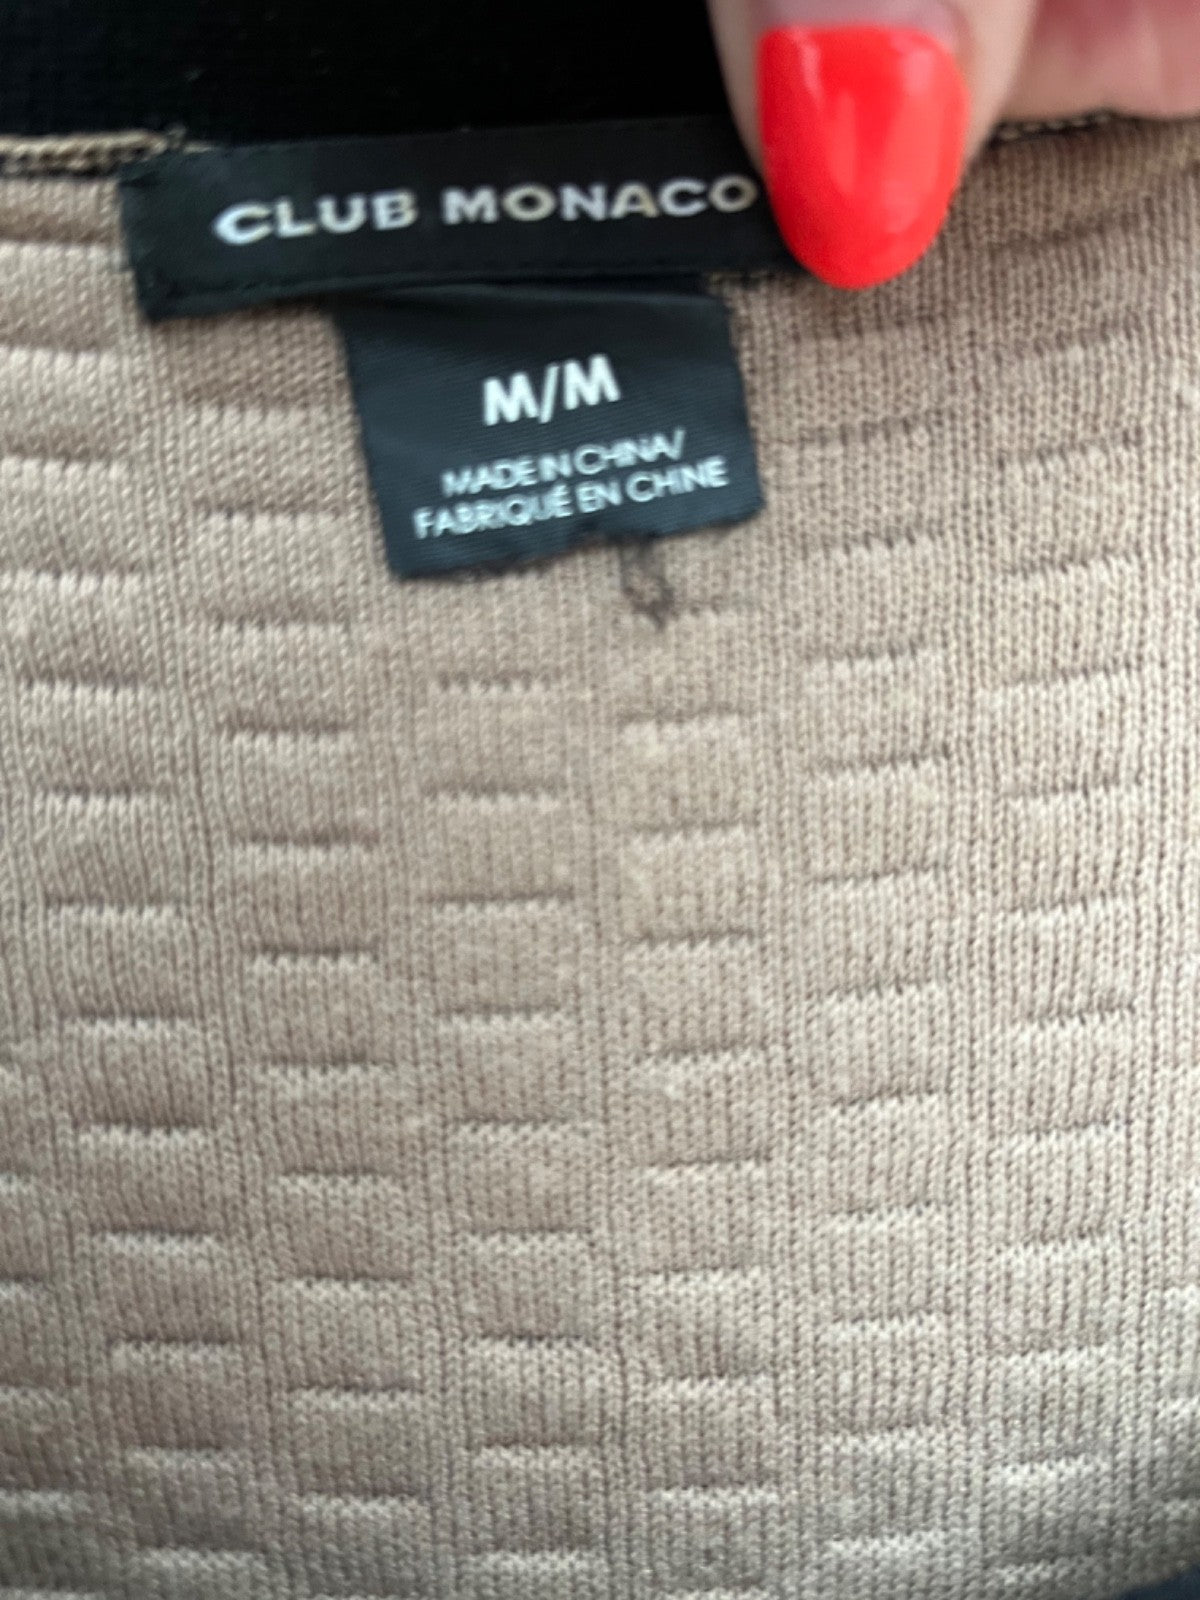 CLUB MONACO
M/M
MADE IN CHINA/
FABRIQUÉ EN CHINE